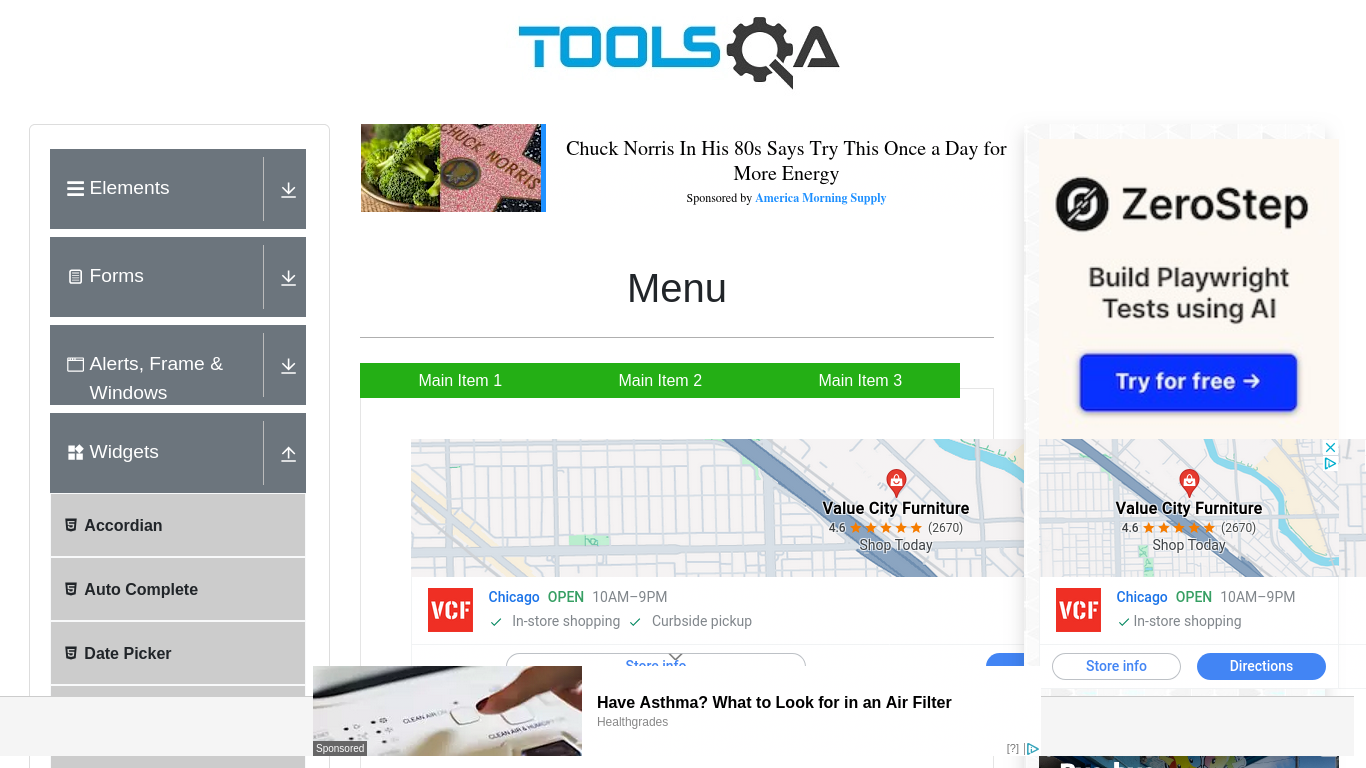 TOOLSQA
Elements
Forms
Alerts, Frame &
Windows
Widgets
Accordian
Auto Complete
Date Picker
CHUCK NORRIS
Chuck Norris In His 80s Says Try This Once a Day for
More Energy
Sponsored by America Morning Supply
Menu
Main Item 1
Main Item 2
Main Item 3
Value City Furniture
4.6 (2670)
Shop Today
VCF
Chicago OPEN 10AM–9PM
In-store shopping Curbside pickup
Store info
ZeroStep
Build Playwright
Tests using AI
Try for free →
Value City Furniture
4.6 (2670)
Shop Today
VCF
Chicago OPEN 10AM–9PM
In-store shopping
Store info
Directions
CLEAN AIR
CLEAN AIR & HUMIDIFY
Sponsored
Have Asthma? What to Look for in an Air Filter
Healthgrades
[?]